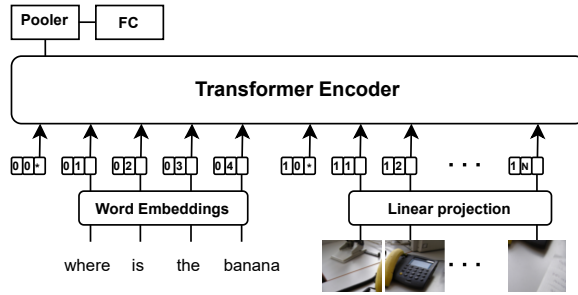 Pooler FC
Transformer Encoder
0 0 * 0 1 0 2 0 3 0 4 1 0 * 1 1 1 2 · · · 1 N
Word Embeddings Linear projection
where is the banana · · ·